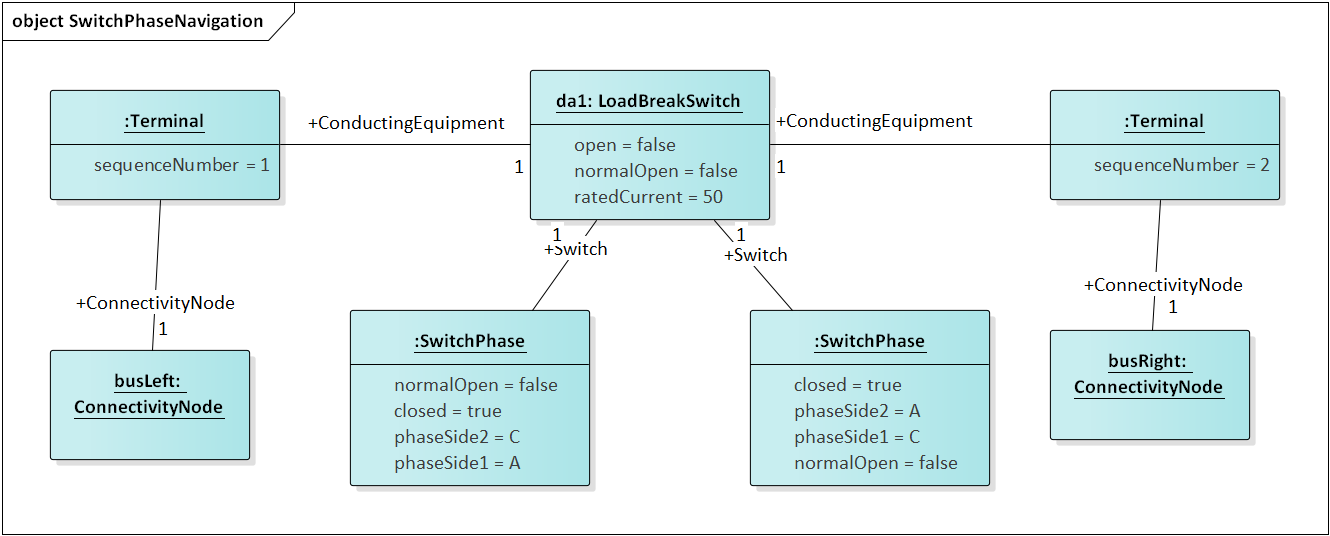 object SwitchPhaseNavigation
:Terminal
sequenceNumber = 1
+ConductingEquipment
1
da1: LoadBreakSwitch
open = false
normalOpen = false
ratedCurrent = 50
+ConductingEquipment
1
:Terminal
sequenceNumber = 2
1
+Switch
1
+Switch
+ConnectivityNode
1
+ConnectivityNode
1
busLeft:
ConnectivityNode
:SwitchPhase
normalOpen = false
closed = true
phaseSide2 = C
phaseSide1 = A
:SwitchPhase
closed = true
phaseSide2 = A
phaseSide1 = C
normalOpen = false
busRight:
ConnectivityNode